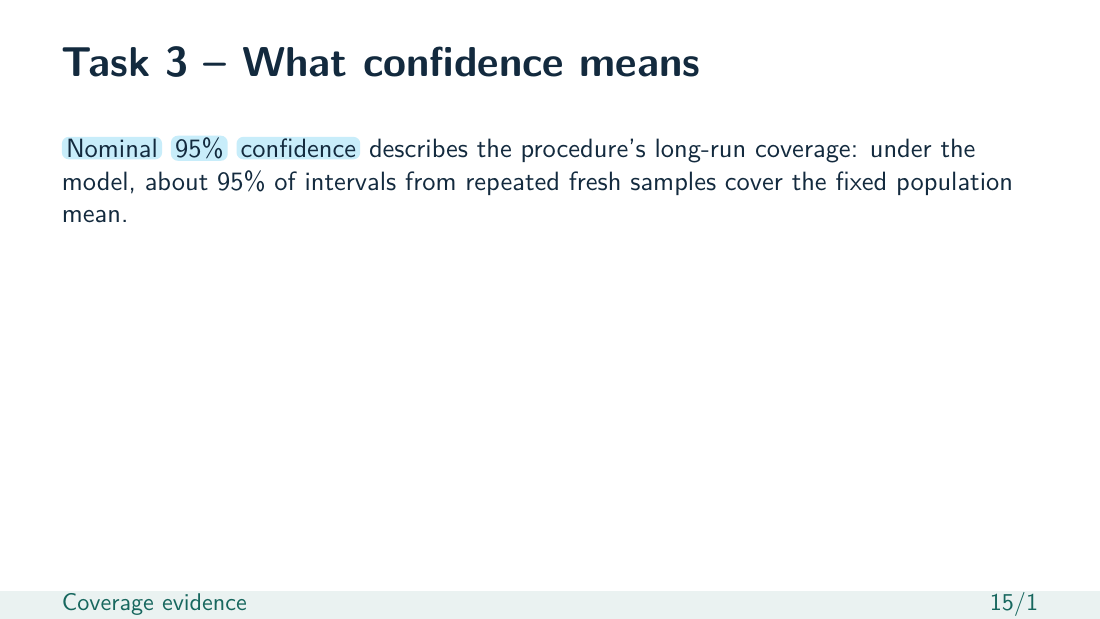 Task 3 – What confidence means
Nominal 95% confidence describes the procedure's long-run coverage: under the
model, about 95% of intervals from repeated fresh samples cover the fixed population
mean.
Coverage evidence
15/1